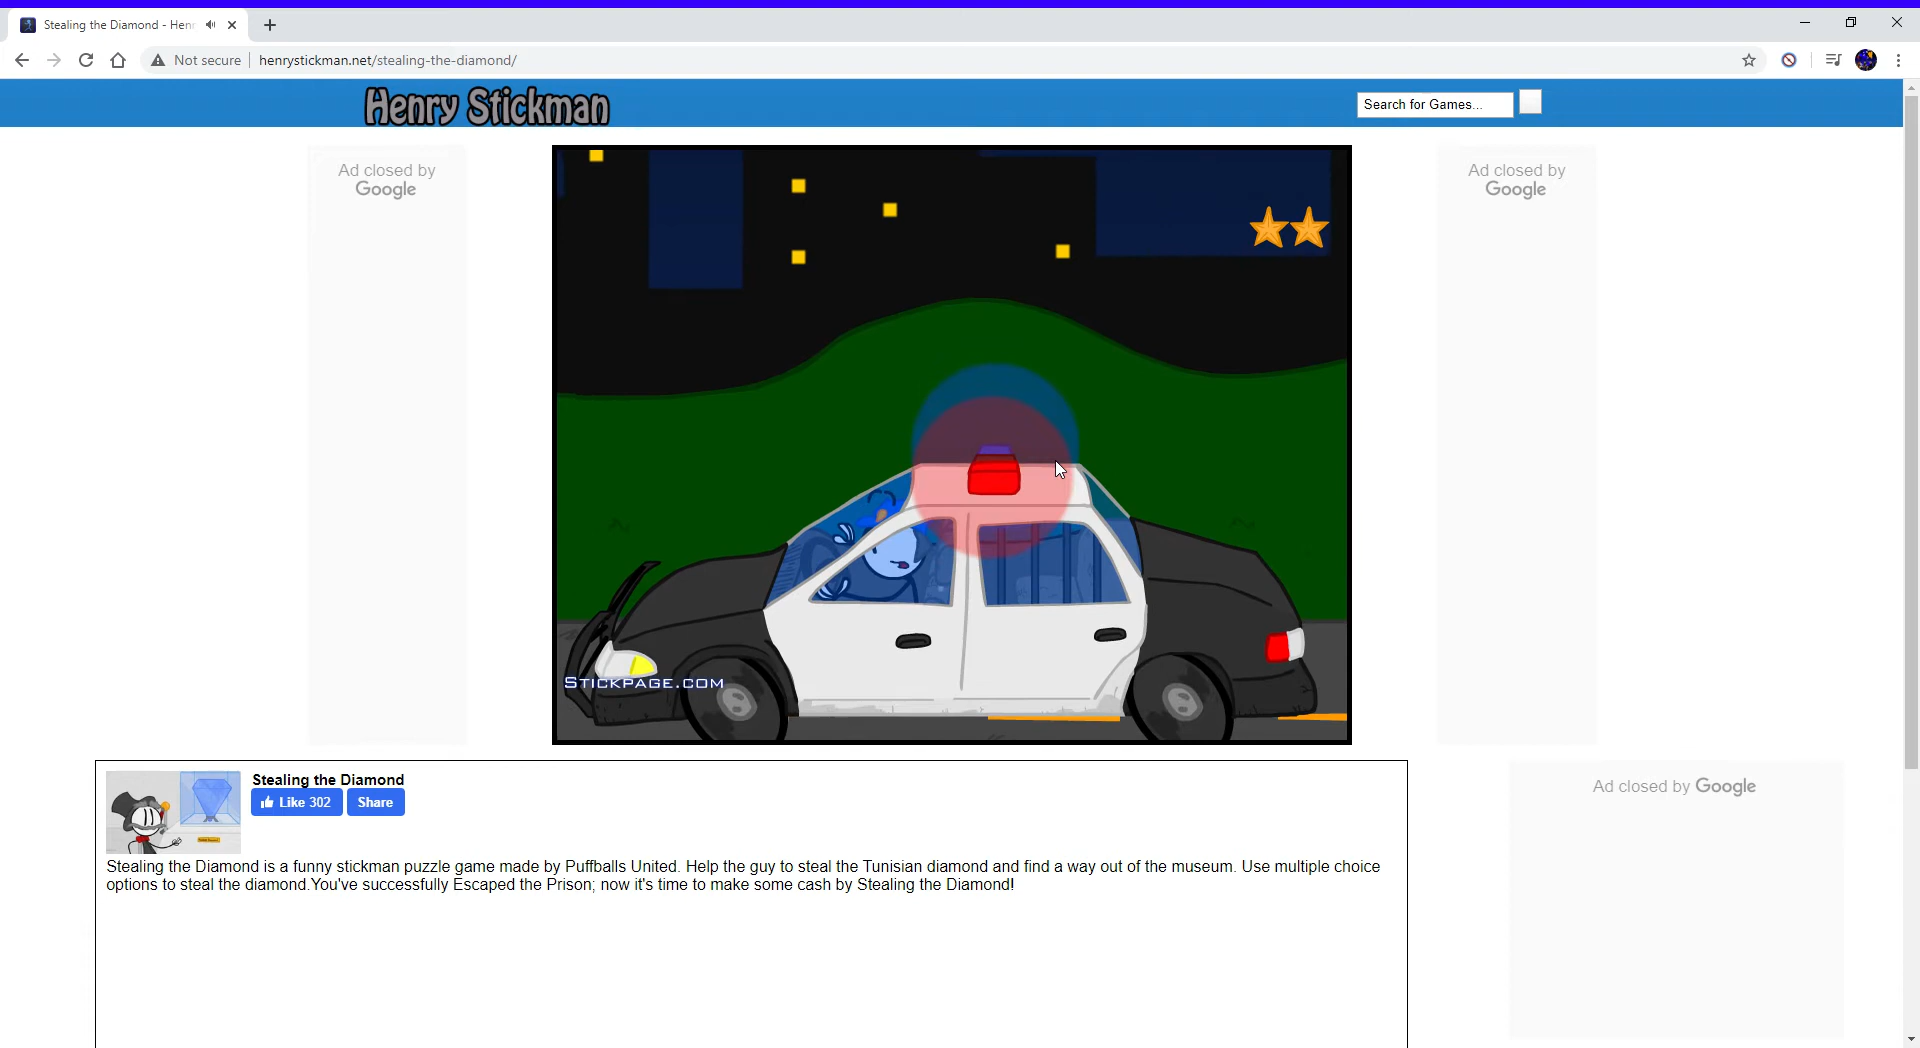 Stealing the Diamond - Hen
Not secure
henrystickman.net/stealing-the-diamond/
Henry Stickman
Search for Games...
Ad closed by
Google
Ad closed by
Google
STICKPAGE.COM
Stealing the Diamond
Like 302
Share
Ad closed by Google
Stealing the Diamond is a funny stickman puzzle game made by Puffballs United. Help the guy to steal the Tunisian diamond and find a way out of the museum. Use multiple choice
options to steal the diamond.You've successfully Escaped the Prison; now it's time to make some cash by Stealing the Diamond!